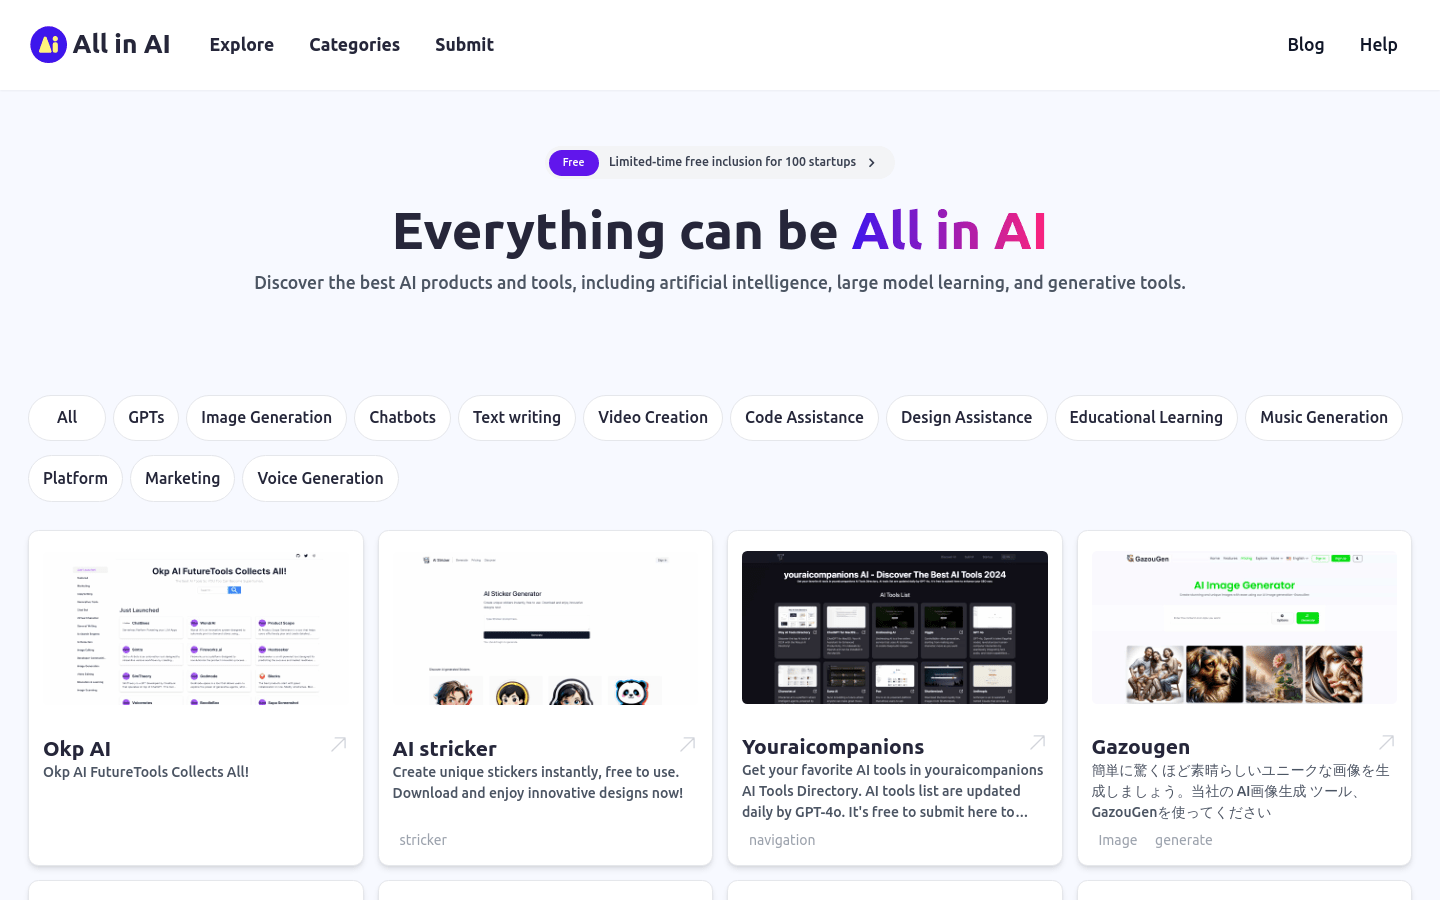 All in AI
Explore
Categories
Submit
Blog
Help
Free
Limited-time free inclusion for 100 startups
Everything can be All in AI
Discover the best AI products and tools, including artificial intelligence, large model learning, and generative tools.
All
GPTs
Image Generation
Chatbots
Text writing
Video Creation
Code Assistance
Design Assistance
Educational Learning
Music Generation
Platform
Marketing
Voice Generation
Okp AI FutureTools Collects All!
Just Launched
Okp AI
Okp AI FutureTools Collects All!
AI Sticker Generator
AI stricker
Create unique stickers instantly, free to use.
Download and enjoy innovative designs now!
stricker
youraicompanions AI - Discover The Best AI Tools 2024
AI Tools List
Youraicompanions
Get your favorite AI tools in youraicompanions
AI Tools Directory. AI tools list are updated
daily by GPT-4o. It's free to submit here to…
navigation
GazouGen
AI Image Generator
Gazougen
簡単に驚くほど素晴らしいユニークな画像を生
成しましょう。当社の AI画像生成 ツール、
GazouGenを使ってください
Image
generate